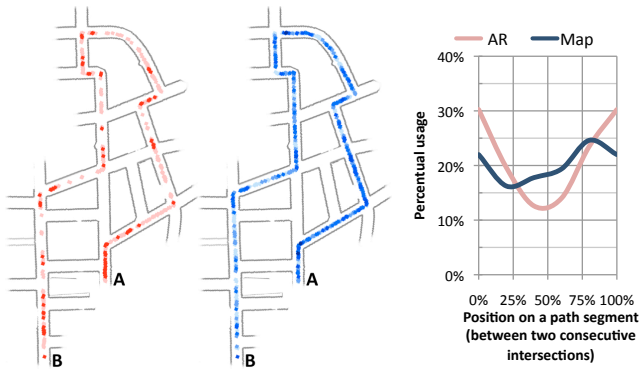 A
B
A
B
AR Map
40%
30%
20%
10%
0%
Percentual usage
0% 25% 50% 75% 100%
Position on a path segment
(between two consecutive
intersections)